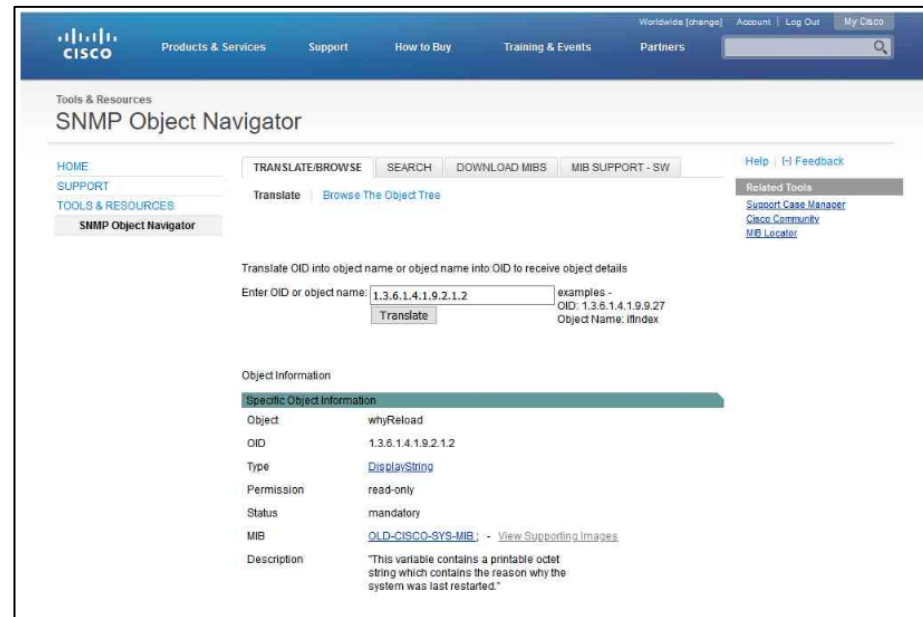 Worldwide [change] Account Log Out My Cisco
CISCO
Products & Services Support How to Buy Training & Events Partners
Tools & Resources
SNMP Object Navigator
HOME
SUPPORT
TOOLS & RESOURCES
SNMP Object Navigator
TRANSLATE/BROWSE SEARCH DOWNLOAD MIBS MIB SUPPORT - SW
Translate Browse The Object Tree
Help [-] Feedback
Related Tools
Support Case Manager
Cisco Community
MIB Locator
Translate OID into object name or object name into OID to receive object details
Enter OID or object name: 1.3.6.1.4.1.9.2.1.2
Translate
examples -
OID: 1.3.6.1.4.1.9.9.27
Object Name: ifIndex
Object Information
Specific Object Information
Object whyReload
OID 1.3.6.1.4.1.9.2.1.2
Type DisplayString
Permission read-only
Status mandatory
MIB OLD-CISCO-SYS-MIB ; - View Supporting Images
Description "This variable contains a printable octet
string which contains the reason why the
system was last restarted."